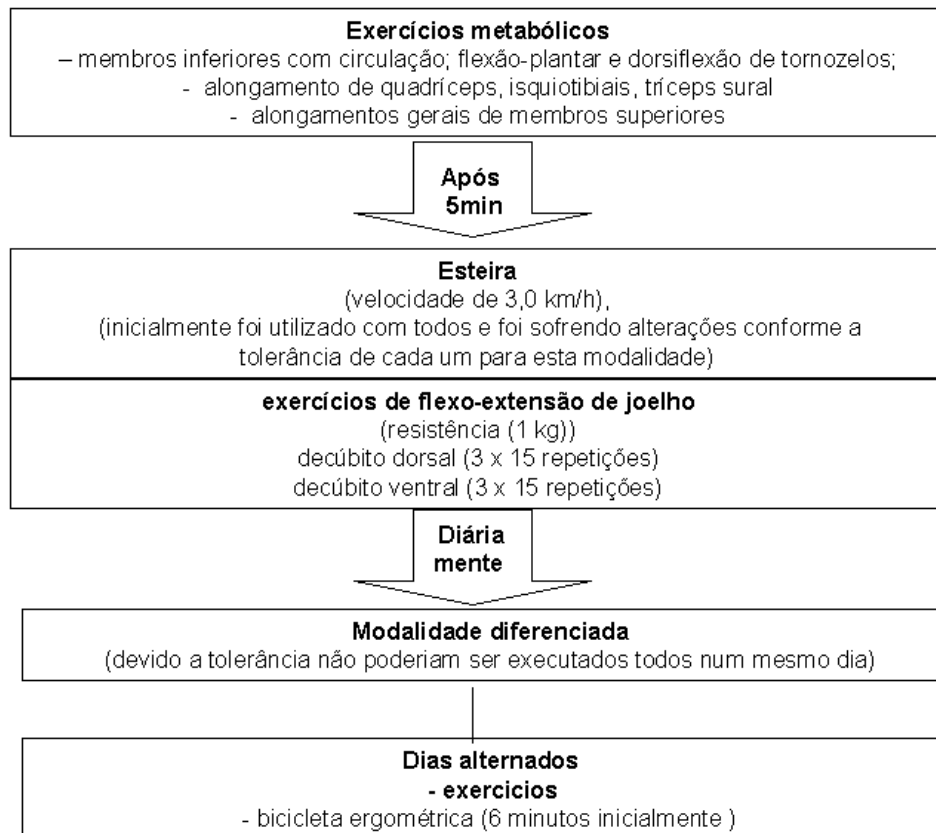 Exercícios metabólicos
– membros inferiores com circulação; flexão-plantar e dorsiflexão de tornozelos;
- alongamento de quadríceps, isquiotibiais, tríceps sural
- alongamentos gerais de membros superiores
Após
5min
Esteira
(velocidade de 3,0 km/h),
(inicialmente foi utilizado com todos e foi sofrendo alterações conforme a
tolerância de cada um para esta modalidade)
exercícios de flexo-extensão de joelho
(resistência (1 kg))
decúbito dorsal (3 x 15 repetições)
decúbito ventral (3 x 15 repetições)
Diária
mente
Modalidade diferenciada
(devido a tolerância não poderiam ser executados todos num mesmo dia)
Dias alternados
- exercicios
- bicicleta ergométrica (6 minutos inicialmente )